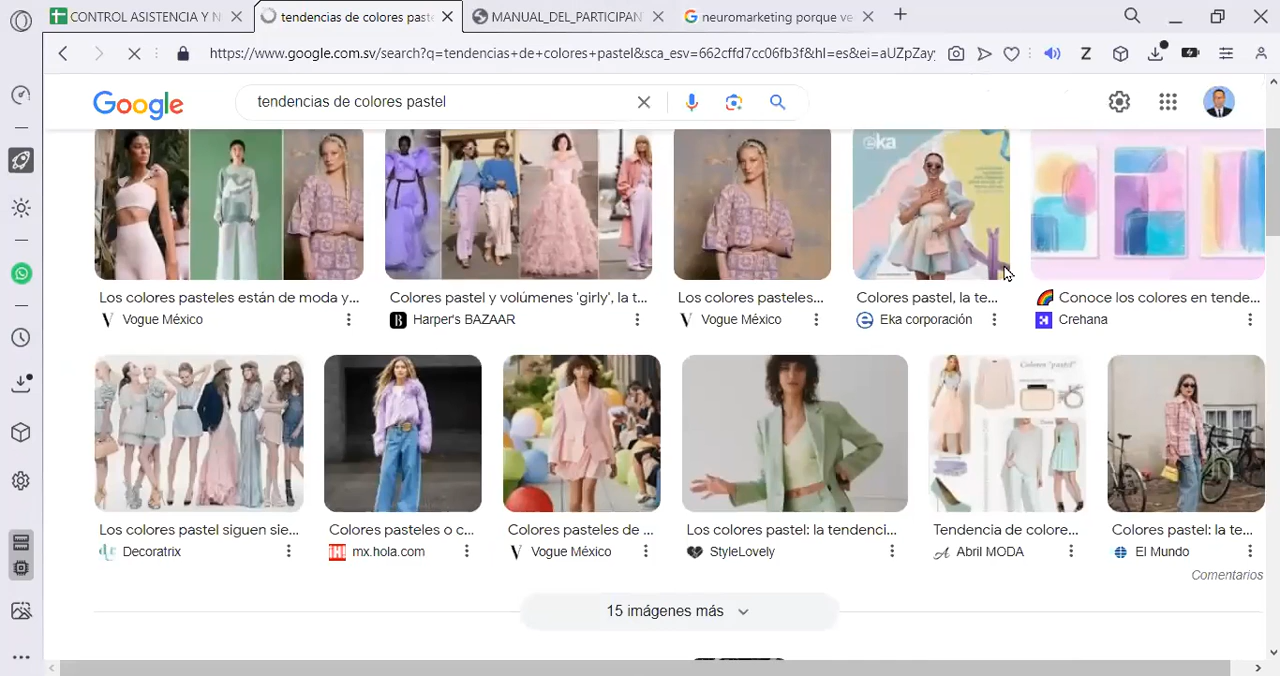 CONTROL ASISTENCIA Y N
tendencias de colores paste
MANUAL_DEL_PARTICIPAN
neuromarketing porque ve
https://www.google.com.sv/search?q=tendencias+de+colores+pastel&sca_esv=662cffd7cc06fb3f&hl=es&ei=aUZpZay
Z
Google
tendencias de colores pastel
eka
Los colores pasteles están de moda y...
Colores pastel y volúmenes 'girly', la t...
Los colores pasteles...
Colores pastel, la te...
🌈 Conoce los colores en tende...
Vogue México
Harper's BAZAAR
Vogue México
Eka corporación
Crehana
Colores "pastel"
Los colores pastel siguen sie...
Colores pasteles o c...
Colores pasteles de ...
Los colores pastel: la tendenci...
Tendencia de colore...
Colores pastel: la te...
Decoratrix
mx.hola.com
Vogue México
StyleLovely
Abril MODA
El Mundo
Comentarios
15 imágenes más